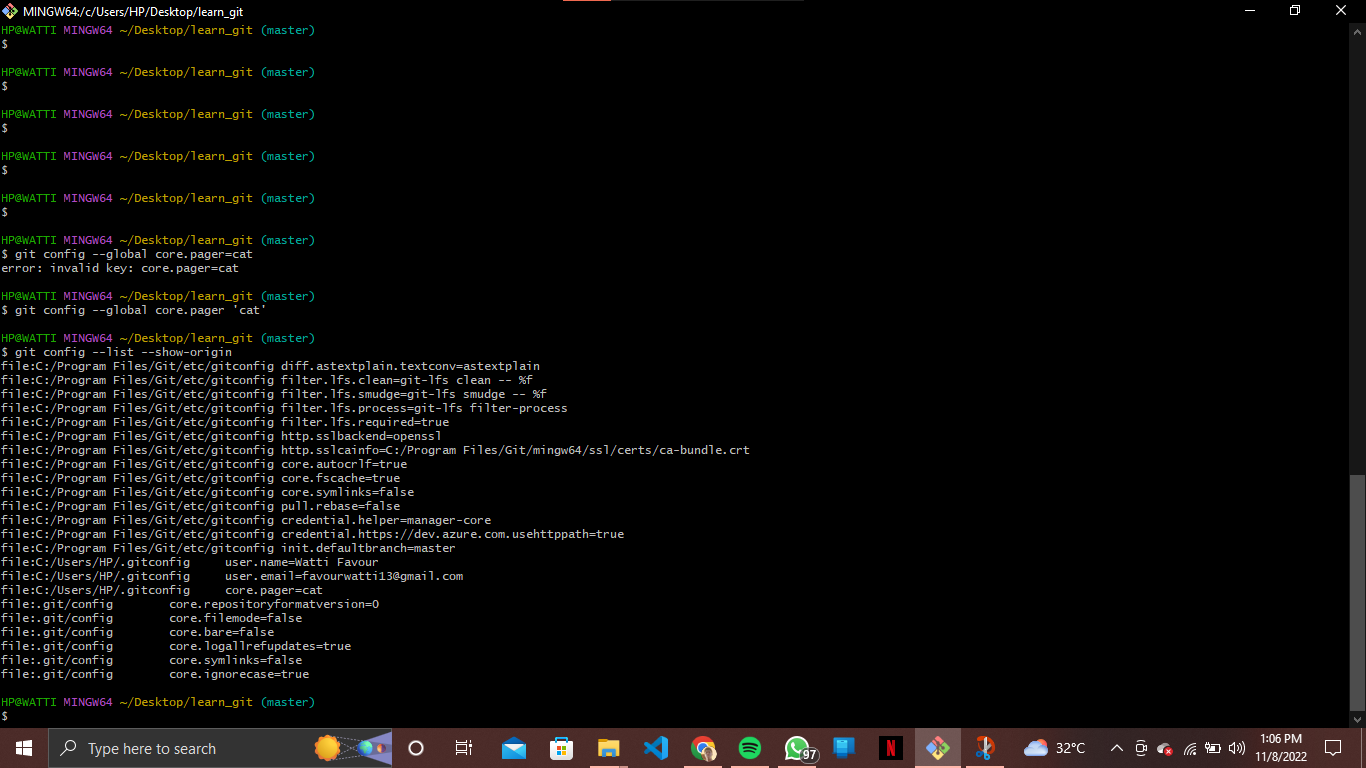 MINGW64:/c/Users/HP/Desktop/learn_git
HP@WATTI MINGW64 ~/Desktop/learn_git (master)
$
HP@WATTI MINGW64 ~/Desktop/learn_git (master)
$
HP@WATTI MINGW64 ~/Desktop/learn_git (master)
$
HP@WATTI MINGW64 ~/Desktop/learn_git (master)
$
HP@WATTI MINGW64 ~/Desktop/learn_git (master)
$
HP@WATTI MINGW64 ~/Desktop/learn_git (master)
$ git config --global core.pager=cat
error: invalid key: core.pager=cat
HP@WATTI MINGW64 ~/Desktop/learn_git (master)
$ git config --global core.pager 'cat'
HP@WATTI MINGW64 ~/Desktop/learn_git (master)
$ git config --list --show-origin
file:C:/Program Files/Git/etc/gitconfig diff.astextplain.textconv=astextplain
file:C:/Program Files/Git/etc/gitconfig filter.lfs.clean=git-lfs clean -- %f
file:C:/Program Files/Git/etc/gitconfig filter.lfs.smudge=git-lfs smudge -- %f
file:C:/Program Files/Git/etc/gitconfig filter.lfs.process=git-lfs filter-process
file:C:/Program Files/Git/etc/gitconfig filter.lfs.required=true
file:C:/Program Files/Git/etc/gitconfig http.sslbackend=openssl
file:C:/Program Files/Git/etc/gitconfig http.sslcainfo=C:/Program Files/Git/mingw64/ssl/certs/ca-bundle.crt
file:C:/Program Files/Git/etc/gitconfig core.autocrlf=true
file:C:/Program Files/Git/etc/gitconfig core.fscache=true
file:C:/Program Files/Git/etc/gitconfig core.symlinks=false
file:C:/Program Files/Git/etc/gitconfig pull.rebase=false
file:C:/Program Files/Git/etc/gitconfig credential.helper=manager-core
file:C:/Program Files/Git/etc/gitconfig credential.https://dev.azure.com.usehttppath=true
file:C:/Program Files/Git/etc/gitconfig init.defaultbranch=master
file:C:/Users/HP/.gitconfig user.name=Watti Favour
file:C:/Users/HP/.gitconfig user.email=favourwatti13@gmail.com
file:C:/Users/HP/.gitconfig core.pager=cat
file:.git/config core.repositoryformatversion=0
file:.git/config core.filemode=false
file:.git/config core.bare=false
file:.git/config core.logallrefupdates=true
file:.git/config core.symlinks=false
file:.git/config core.ignorecase=true
HP@WATTI MINGW64 ~/Desktop/learn_git (master)
$
Type here to search
97
N
32°C
1:06 PM
11/8/2022